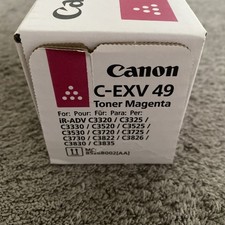 Canon
C-EXV 49
Toner Magenta
For: Pour: Für: Para: Per:
iR-ADV C3320 / C3325 /
C3330 / C3520 / C3525
C3530 / C3720 / C3725 /
C3730 / C3822 / C3826 /
C3830 / C3835